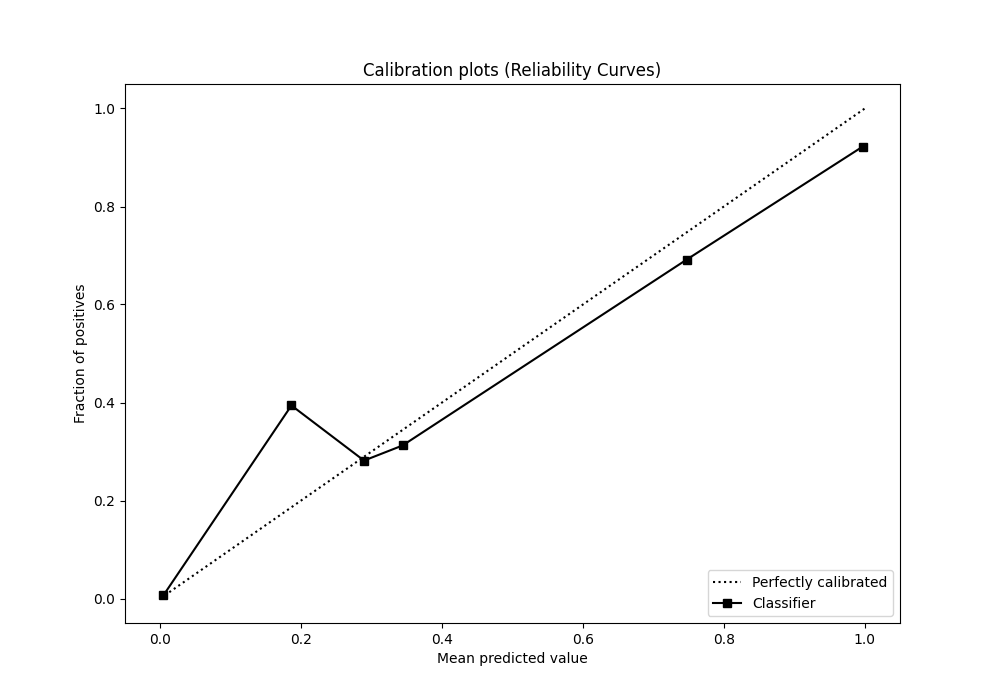 Calibration plots (Reliability Curves)
1.0
0.8
0.6
0.4
0.2
0.0
Fraction of positives
0.0 0.2 0.4 0.6 0.8 1.0
Mean predicted value
Perfectly calibrated
Classifier